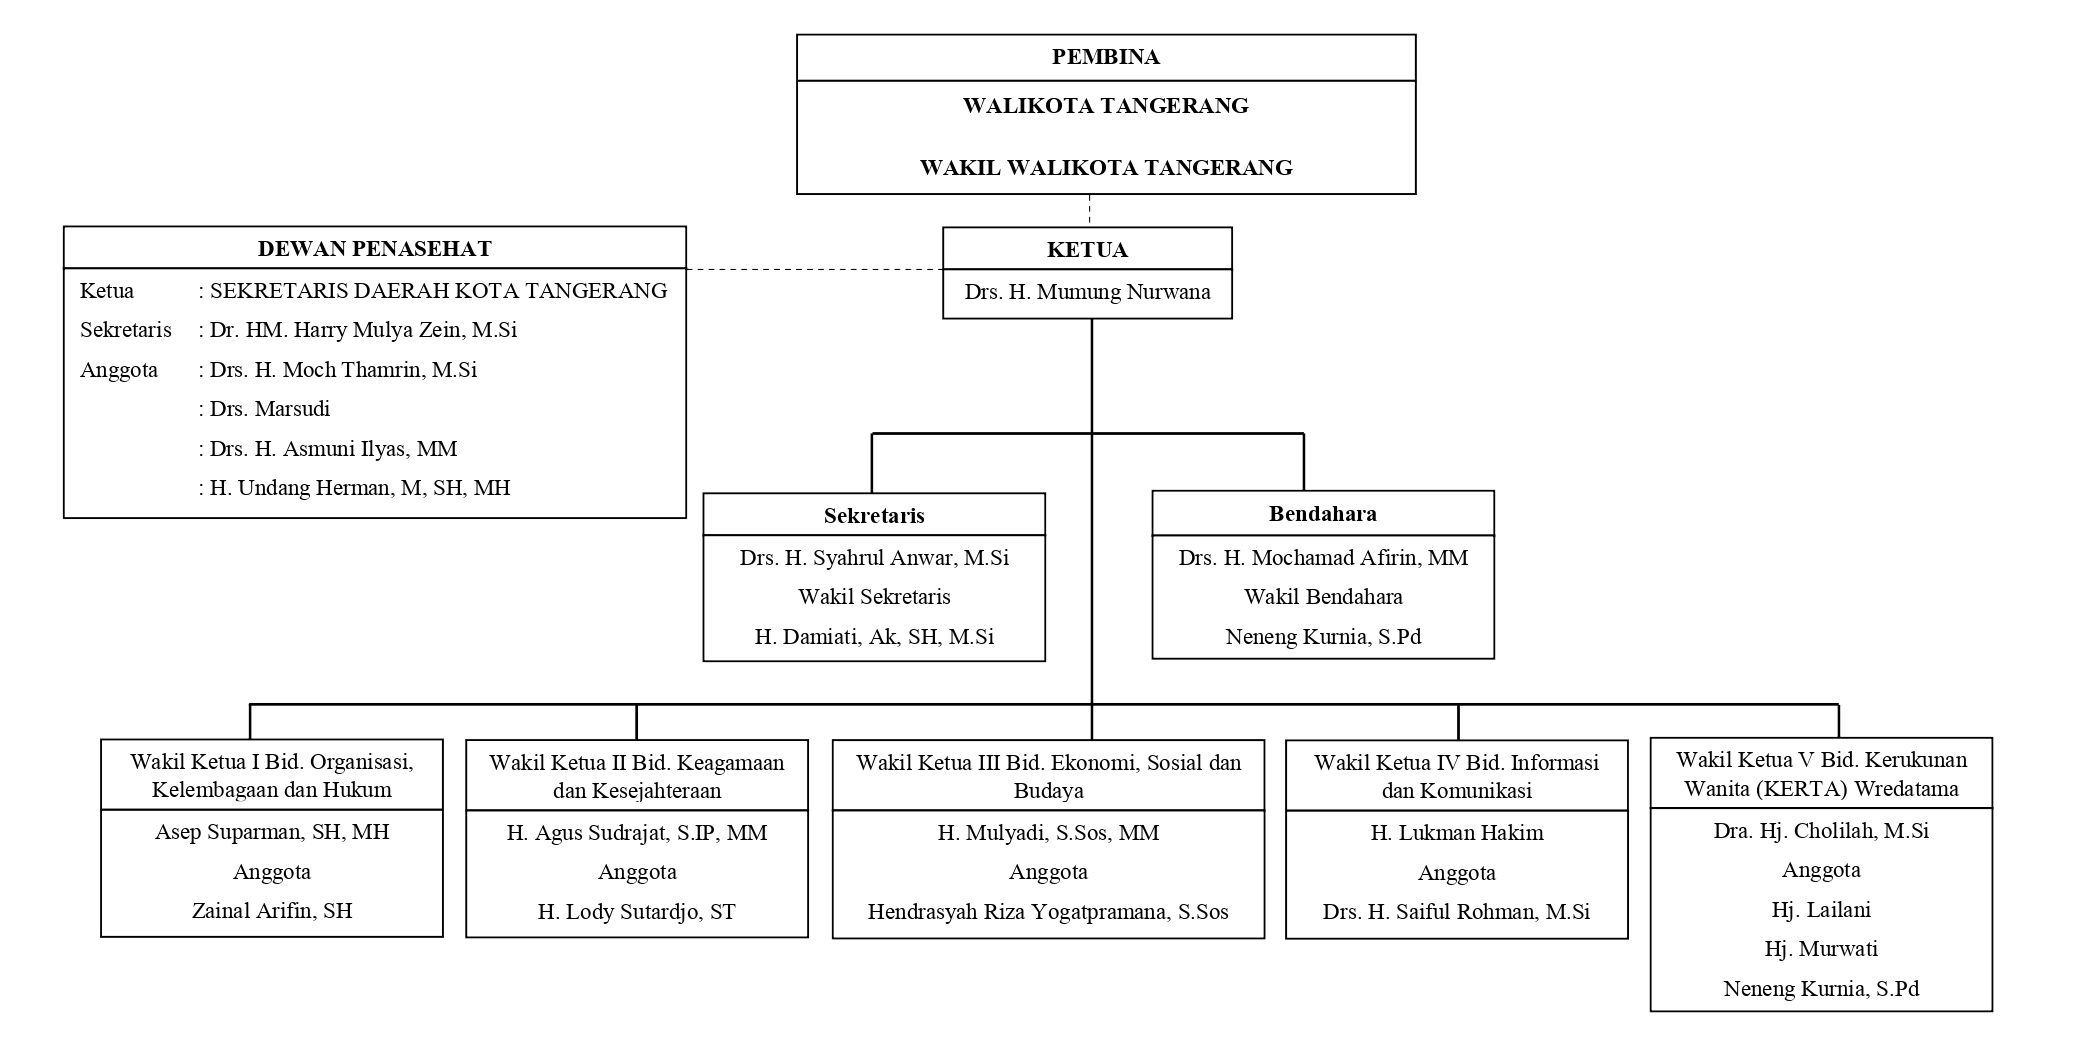 PEMBINA
WALIKOTA TANGERANG
WAKIL WALIKOTA TANGERANG
DEWAN PENASEHAT
Ketua : SEKRETARIS DAERAH KOTA TANGERANG
Sekretaris : Dr. HM. Harry Mulya Zein, M.Si
Anggota : Drs. H. Moch Thamrin, M.Si
: Drs. Marsudi
: Drs. H. Asmuni Ilyas, MM
: H. Undang Herman, M, SH, MH
KETUA
Drs. H. Mumung Nurwana
Sekretaris
Drs. H. Syahrul Anwar, M.Si
Wakil Sekretaris
H. Damiati, Ak, SH, M.Si
Bendahara
Drs. H. Mochamad Afirin, MM
Wakil Bendahara
Neneng Kurnia, S.Pd
Wakil Ketua I Bid. Organisasi,
Kelembagaan dan Hukum
Asep Suparman, SH, MH
Anggota
Zainal Arifin, SH
Wakil Ketua II Bid. Keagamaan
dan Kesejahteraan
H. Agus Sudrajat, S.IP, MM
Anggota
H. Lody Sutardjo, ST
Wakil Ketua III Bid. Ekonomi, Sosial dan
Budaya
H. Mulyadi, S.Sos, MM
Anggota
Hendrasyah Riza Yogatpramana, S.Sos
Wakil Ketua IV Bid. Informasi
dan Komunikasi
H. Lukman Hakim
Anggota
Drs. H. Saiful Rohman, M.Si
Wakil Ketua V Bid. Kerukunan
Wanita (KERTA) Wredatama
Dra. Hj. Cholilah, M.Si
Anggota
Hj. Lailani
Hj. Murwati
Neneng Kurnia, S.Pd